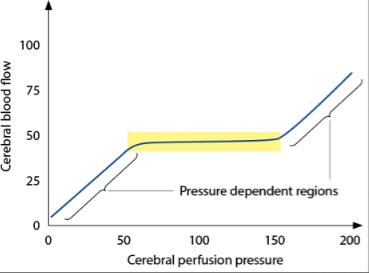 Cerebral blood flow
100
75
50
25
0
Pressure dependent regions
0 50 100 150 200
Cerebral perfusion pressure